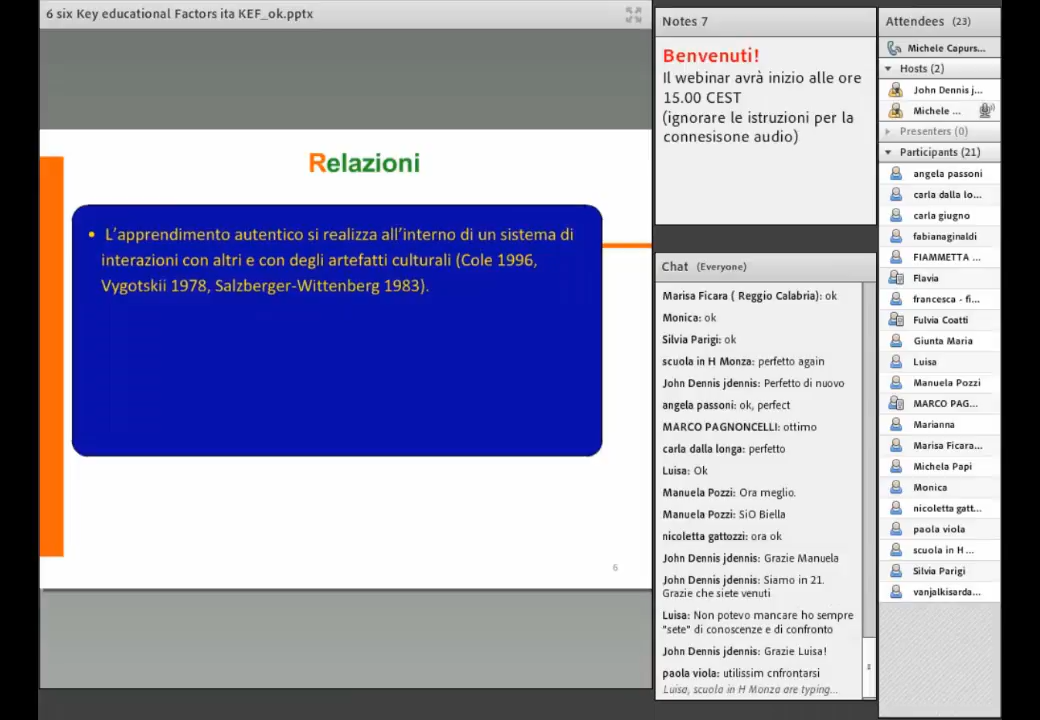 6 six Key educational Factors ita KEF_ok.pptx
Relazioni
• L’apprendimento autentico si realizza all’interno di un sistema di
interazioni con altri e con degli artefatti culturali (Cole 1996,
Vygotskii 1978, Salzberger-Wittenberg 1983).
6
Notes 7
Benvenuti!
Il webinar avrà inizio alle ore
15.00 CEST
(ignorare le istruzioni per la
connesisone audio)
Chat (Everyone)
Marisa Ficara ( Reggio Calabria): ok
Monica: ok
Silvia Parigi: ok
scuola in H Monza: perfetto again
John Dennis jdennis: Perfetto di nuovo
angela passoni: ok, perfect
MARCO PAGNONCELLI: ottimo
carla dalla longa: perfetto
Luisa: Ok
Manuela Pozzi: Ora meglio.
Manuela Pozzi: SiO Biella
nicoletta gattozzi: ora ok
John Dennis jdennis: Grazie Manuela
John Dennis jdennis: Siamo in 21.
Grazie che siete venuti
Luisa: Non potevo mancare ho sempre
"sete" di conoscenze e di confronto
John Dennis jdennis: Grazie Luisa!
paola viola: utilissim cnfrontarsi
Luisa, scuola in H Monza are typing...
Attendees (23)
Michele Capurs...
Hosts (2)
John Dennis j...
Michele ...
Presenters (0)
Participants (21)
angela passoni
carla dalla lo...
carla giugno
fabianaginaldi
FIAMMETTA ...
Flavia
francesca - fi...
Fulvia Coatti
Giunta Maria
Luisa
Manuela Pozzi
MARCO PAG...
Marianna
Marisa Ficara...
Michela Papi
Monica
nicoletta gatt...
paola viola
scuola in H ...
Silvia Parigi
vanjalkisarda...